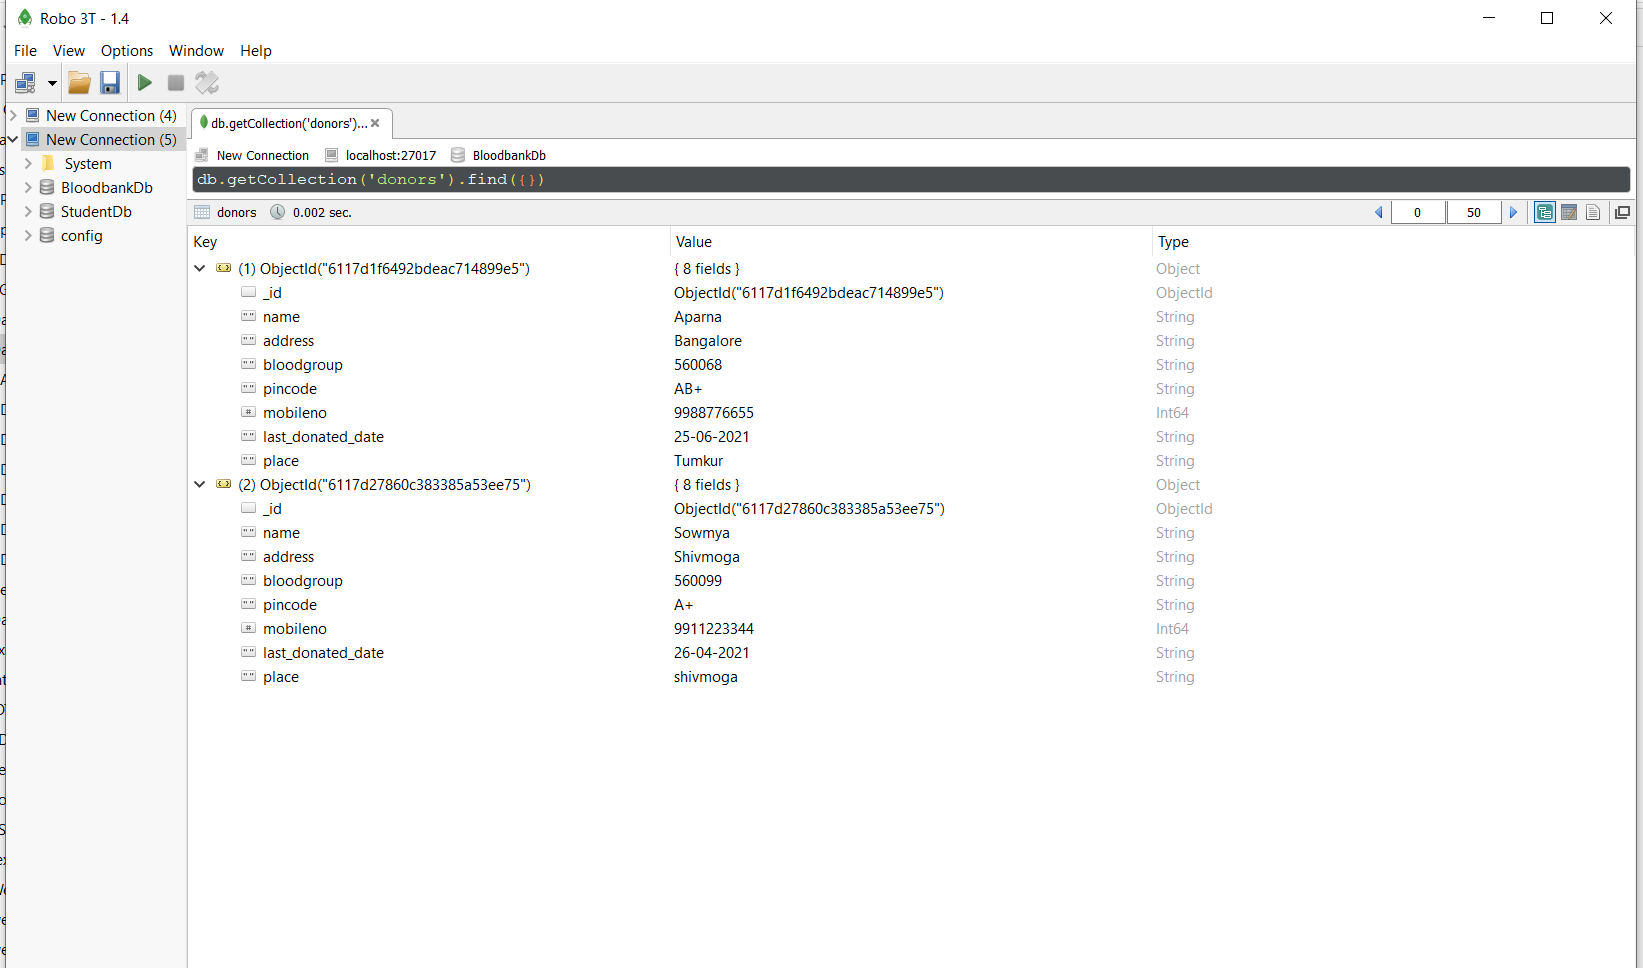 Robo 3T - 1.4
File View Options Window Help
New Connection (4)
New Connection (5)
System
BloodbankDb
StudentDb
config
db.getCollection('donors')...
New Connection localhost:27017 BloodbankDb
db.getCollection('donors').find({})
donors 0.002 sec. 0 50
Key Value Type
(1) ObjectId("6117d1f6492bdeac714899e5") { 8 fields } Object
_id ObjectId("6117d1f6492bdeac714899e5") ObjectId
name Aparna String
address Bangalore String
bloodgroup 560068 String
pincode AB+ String
mobileno 9988776655 Int64
last_donated_date 25-06-2021 String
place Tumkur String
(2) ObjectId("6117d27860c383385a53ee75") { 8 fields } Object
_id ObjectId("6117d27860c383385a53ee75") ObjectId
name Sowmya String
address Shivmoga String
bloodgroup 560099 String
pincode A+ String
mobileno 9911223344 Int64
last_donated_date 26-04-2021 String
place shivmoga String